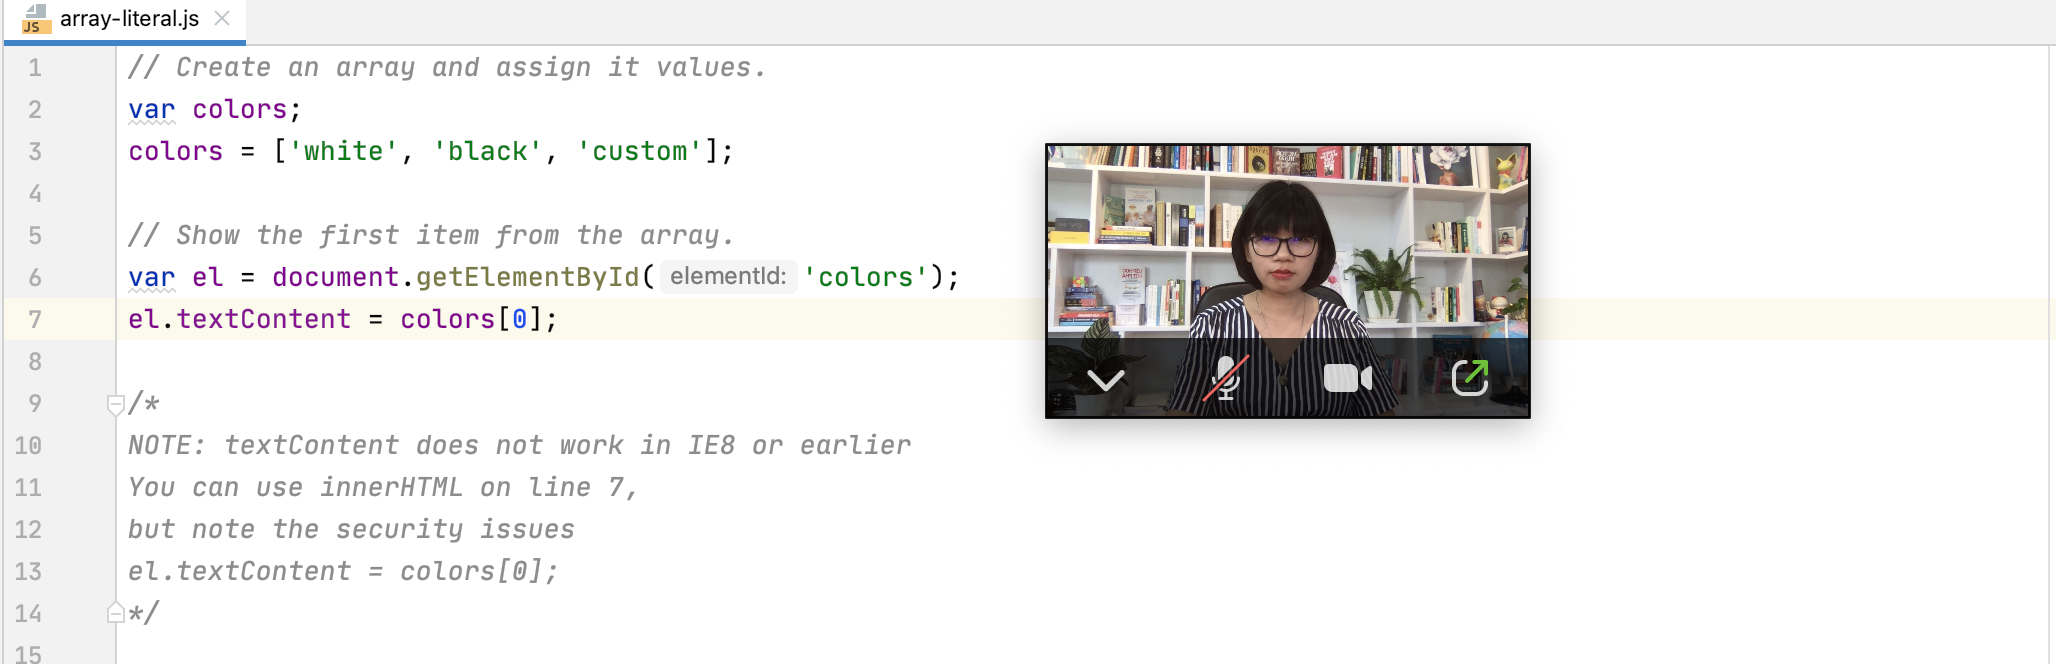 JS array-literal.js
1 // Create an array and assign it values.
2 var colors;
3 colors = ['white', 'black', 'custom'];
4
5 // Show the first item from the array.
6 var el = document.getElementById( elementId: 'colors');
7 el.textContent = colors[0];
8
9 /*
10 NOTE: textContent does not work in IE8 or earlier
11 You can use innerHTML on line 7,
12 but note the security issues
13 el.textContent = colors[0];
14 */
15